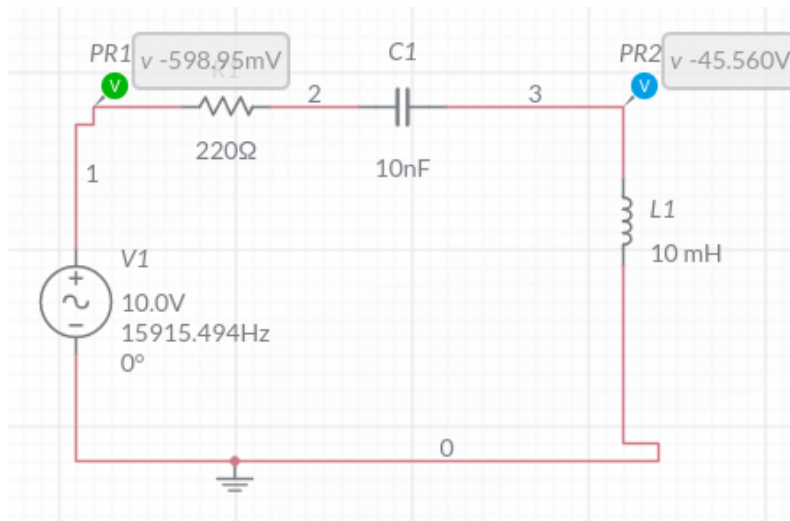 PR1
v -598.95mV
C1
PR2
v -45.560V
V
V
2
3
220Ω
10nF
1
L1
10 mH
V1
10.0V
15915.494Hz
0°
0